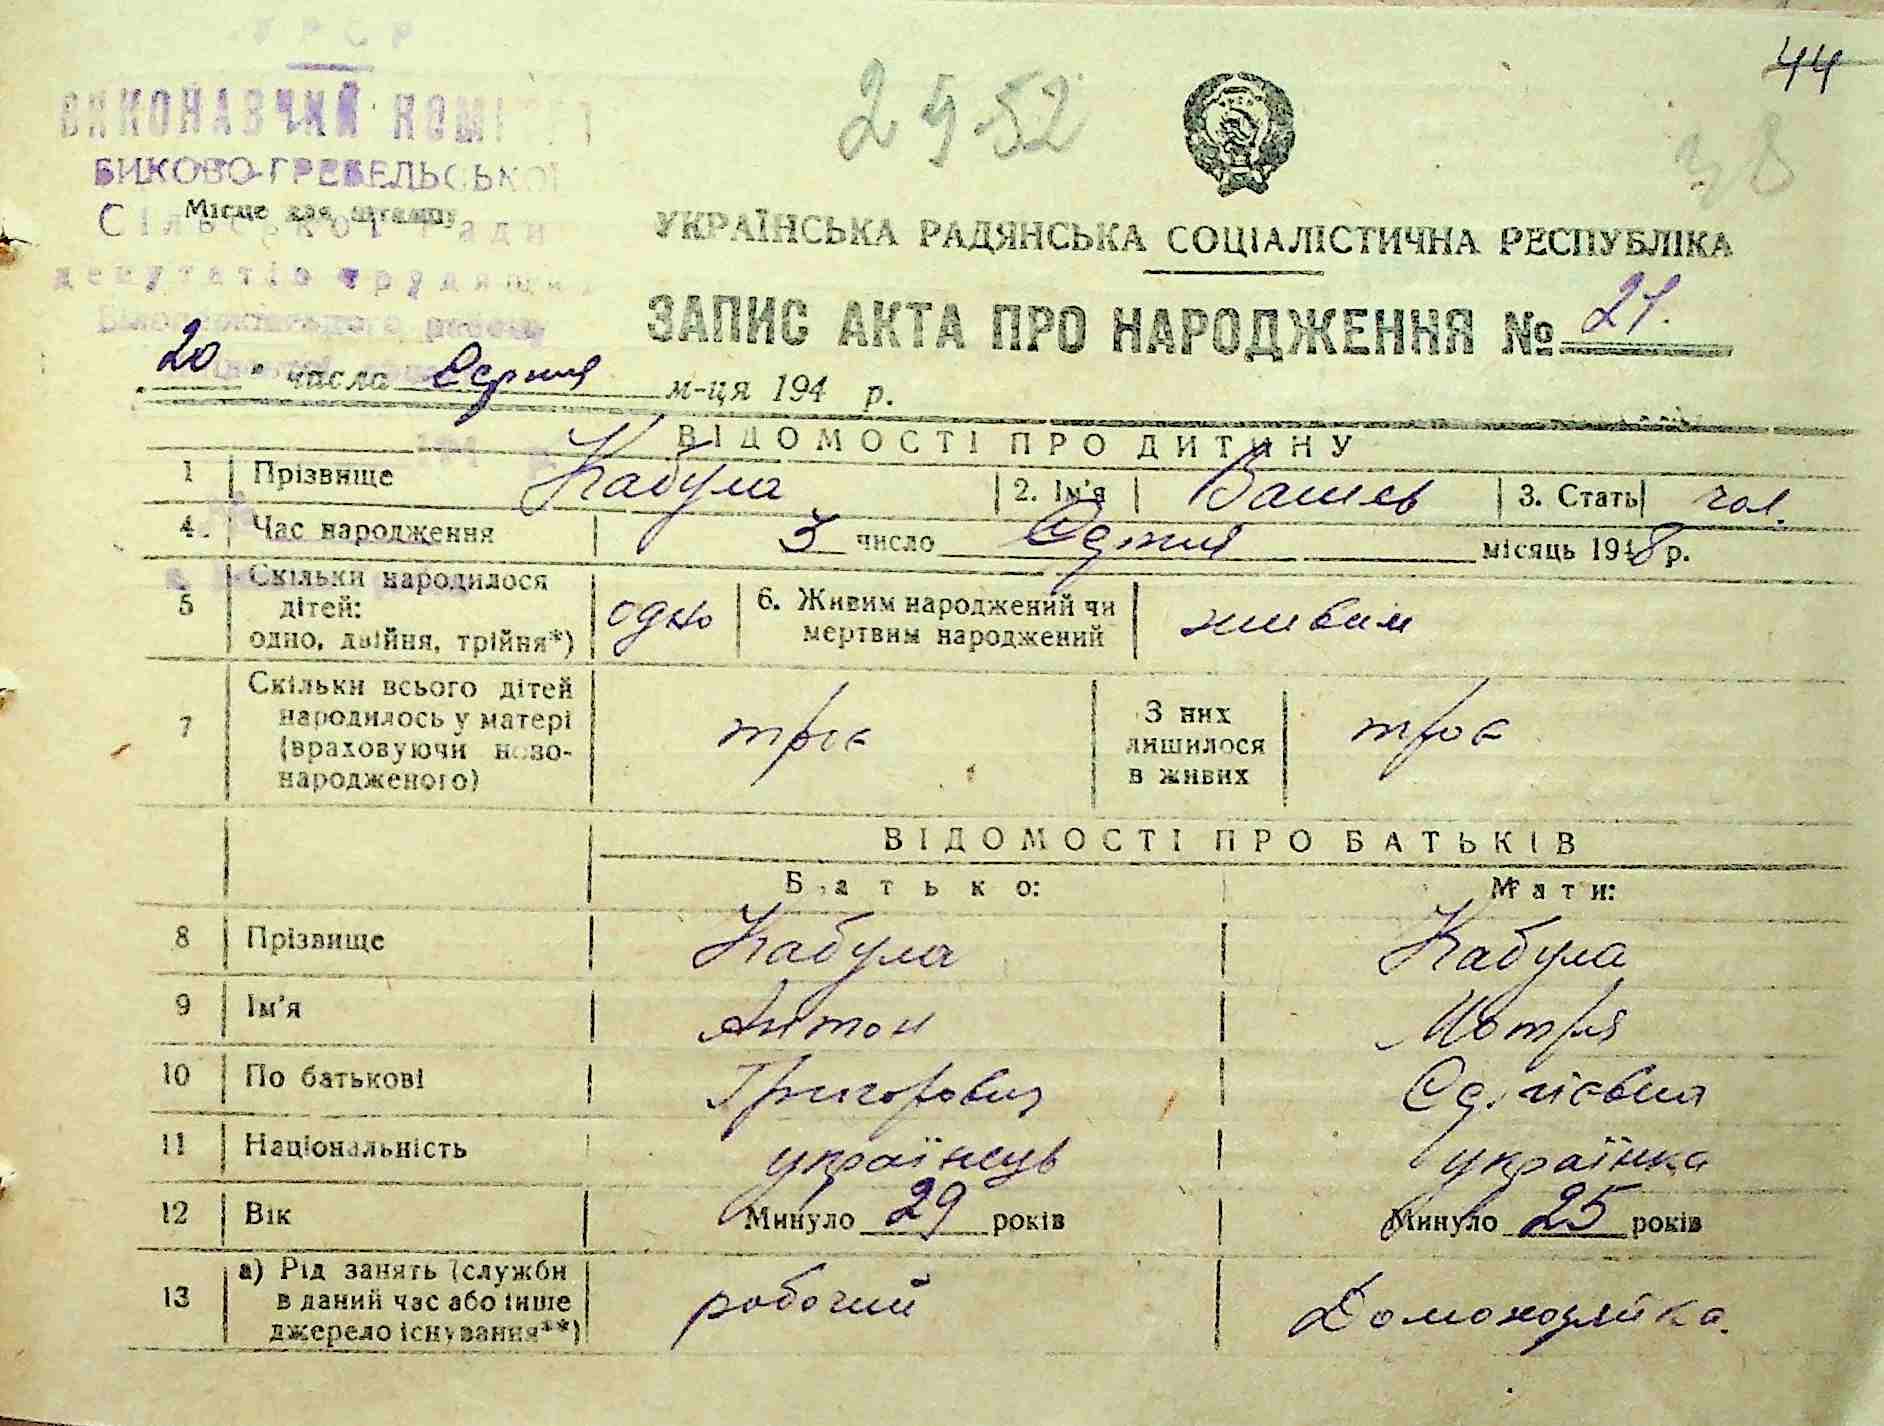 44
2952
38
УРСР
ВИКОНАВЧИЙ КОМІТЕТ
БИКОВО-ГРЕБЕЛЬСЬКОЇ
Місце для штампу
Сільської ради
депутатів трудящих
УКРАЇНСЬКА РАДЯНСЬКА СОЦІАЛІСТИЧНА РЕСПУБЛІКА
ЗАПИС АКТА ПРО НАРОДЖЕННЯ № 21.
„20" числа Серпня м-ця 194 р.
ВІДОМОСТІ ПРО ДИТИНУ
1 Прізвище Кабула 2. Ім'я 3. Стать чол.
4. Час народження 3 число Серпня місяць 1948 р.
5 Скільки народилося дітей: одно, двійня, трійня*) одно 6. Живим народжений чи мертвим народжений живим
7 Скільки всього дітей народилось у матері (враховуючи новонародженого) троє З них лишилося в живих троє
ВІДОМОСТІ ПРО БАТЬКІВ
Батько: Мати:
8 Прізвище Кабула Кабула
9 Ім'я Антон Мотря
10 По батькові Григорович Сергієвна
11 Національність українець українка
12 Вік Минуло 29 років Минуло 25 років
13 а) Рід занять (служби в даний час або інше джерело існування**) робочий Домохозяйка.